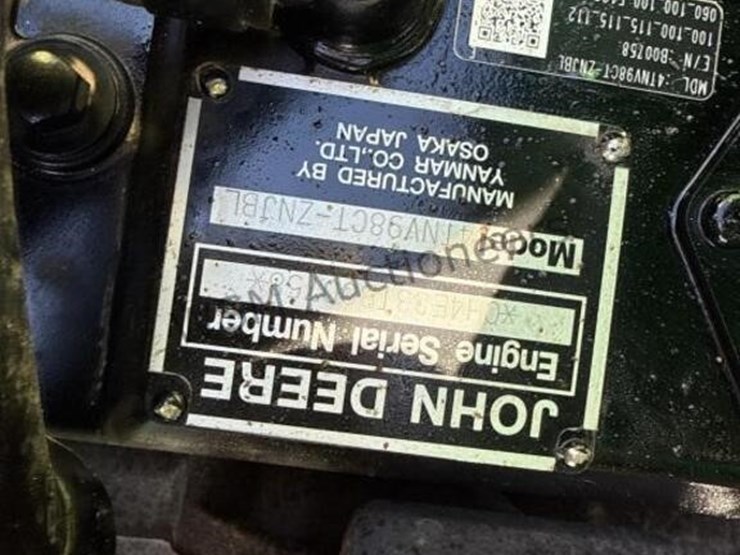 JOHN DEERE
Engine Serial Number
Model
4TNV98CT-ZNJBL
MANUFACTURED BY
YANMAR CO.,LTD.
OSAKA JAPAN
MDL :4TNV98CT-ZNJBL
E/N :B00758
100_100_115_115_112